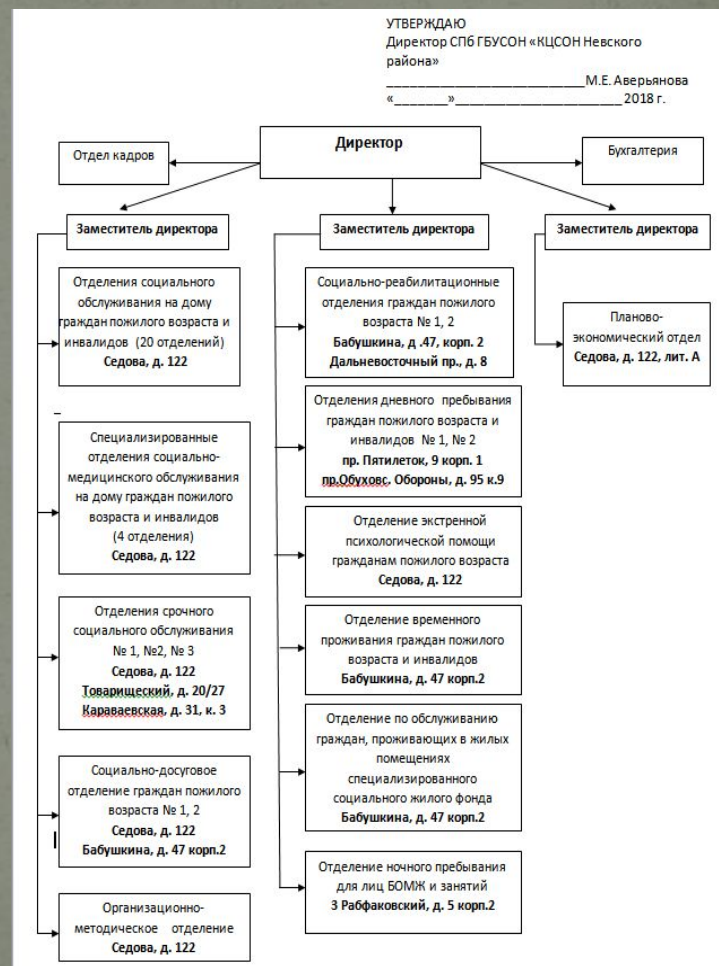 УТВЕРЖДАЮ
Директор СПб ГБУСОН «КЦСОН Невского
района»
____________________________М.Е. Аверьянова
«_______»________________________2018 г.
Директор
Отдел кадров
Бухгалтерия
Заместитель директора
Отделения социального
обслуживания на дому
граждан пожилого возраста и
инвалидов (20 отделений)
Седова, д. 122
Специализированные
отделения социально-
медицинского обслуживания
на дому граждан пожилого
возраста и инвалидов
(4 отделения)
Седова, д. 122
Отделения срочного
социального обслуживания
№ 1, №2, № 3
Седова, д. 122
Товарищеский, д. 20/27
Караваевская, д. 31, к. 3
Социально-досуговое
отделение граждан пожилого
возраста № 1, 2
Седова, д. 122
Бабушкина, д. 47 корп.2
Организационно-
методическое отделение
Седова, д. 122
Заместитель директора
Социально-реабилитационные
отделения граждан пожилого
возраста № 1, 2
Бабушкина, д .47, корп. 2
Дальневосточный пр., д. 8
Отделения дневного пребывания
граждан пожилого возраста и
инвалидов № 1, № 2
пр. Пятилеток, 9 корп. 1
пр.Обуховс. Обороны, д. 95 к.9
Отделение экстренной
психологической помощи
гражданам пожилого возраста
Седова, д. 122
Отделение временного
проживания граждан пожилого
возраста и инвалидов
Бабушкина, д. 47 корп.2
Отделение по обслуживанию
граждан, проживающих в жилых
помещениях
специализированного
социального жилого фонда
Бабушкина, д. 47 корп.2
Отделение ночного пребывания
для лиц БОМЖ и занятий
3 Рабфаковский, д. 5 корп.2
Заместитель директора
Планово-
экономический отдел
Седова, д. 122, лит. А